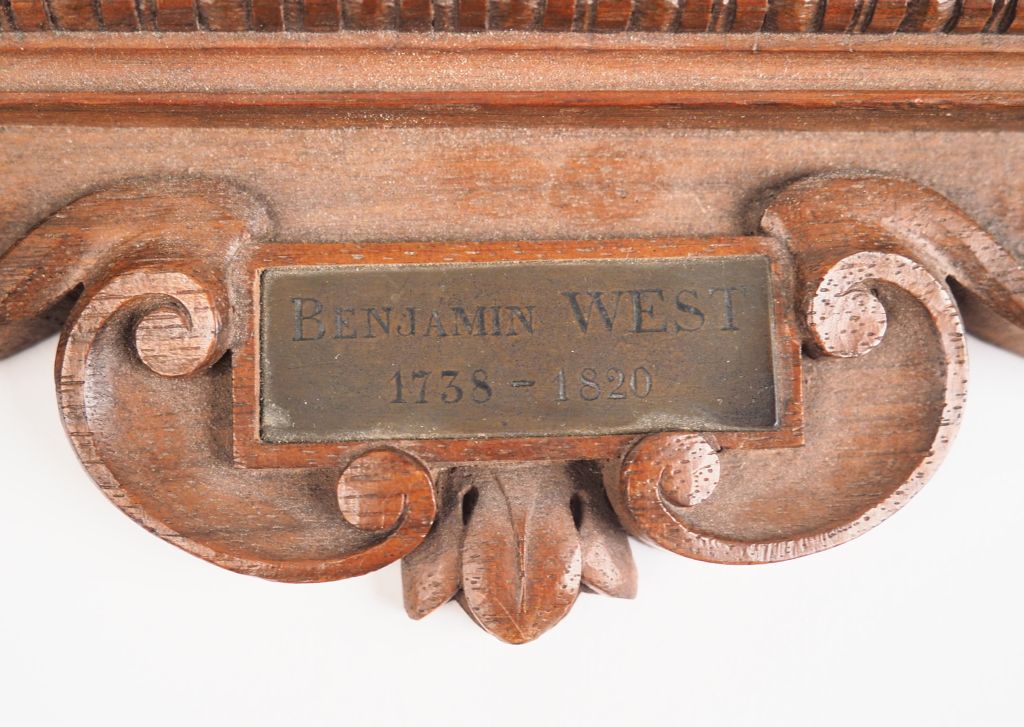 BENJAMIN WEST
1738 - 1820